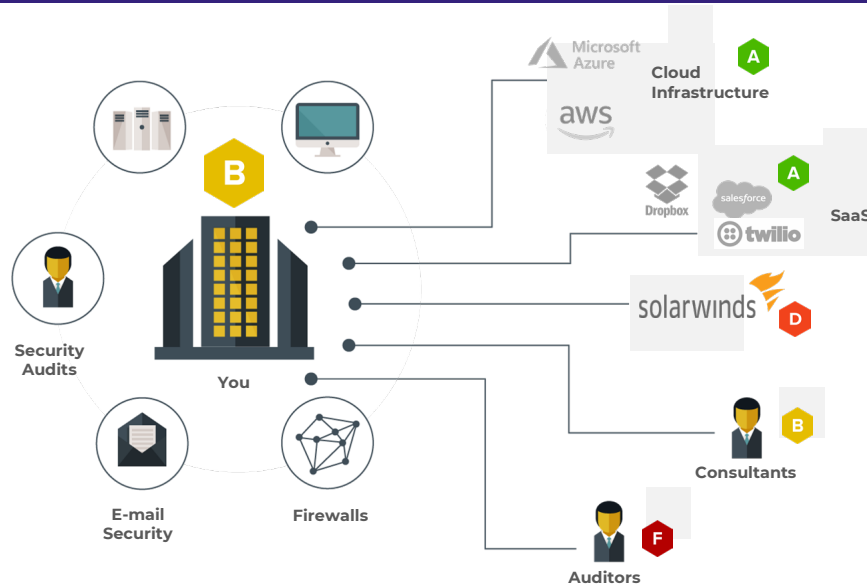 Microsoft
Azure
Cloud
Infrastructure
A
aws
B
A
Dropbox
salesforce
twilio
SaaS
solarwinds
D
Security
Audits
You
B
Consultants
E-mail
Security
Firewalls
F
Auditors